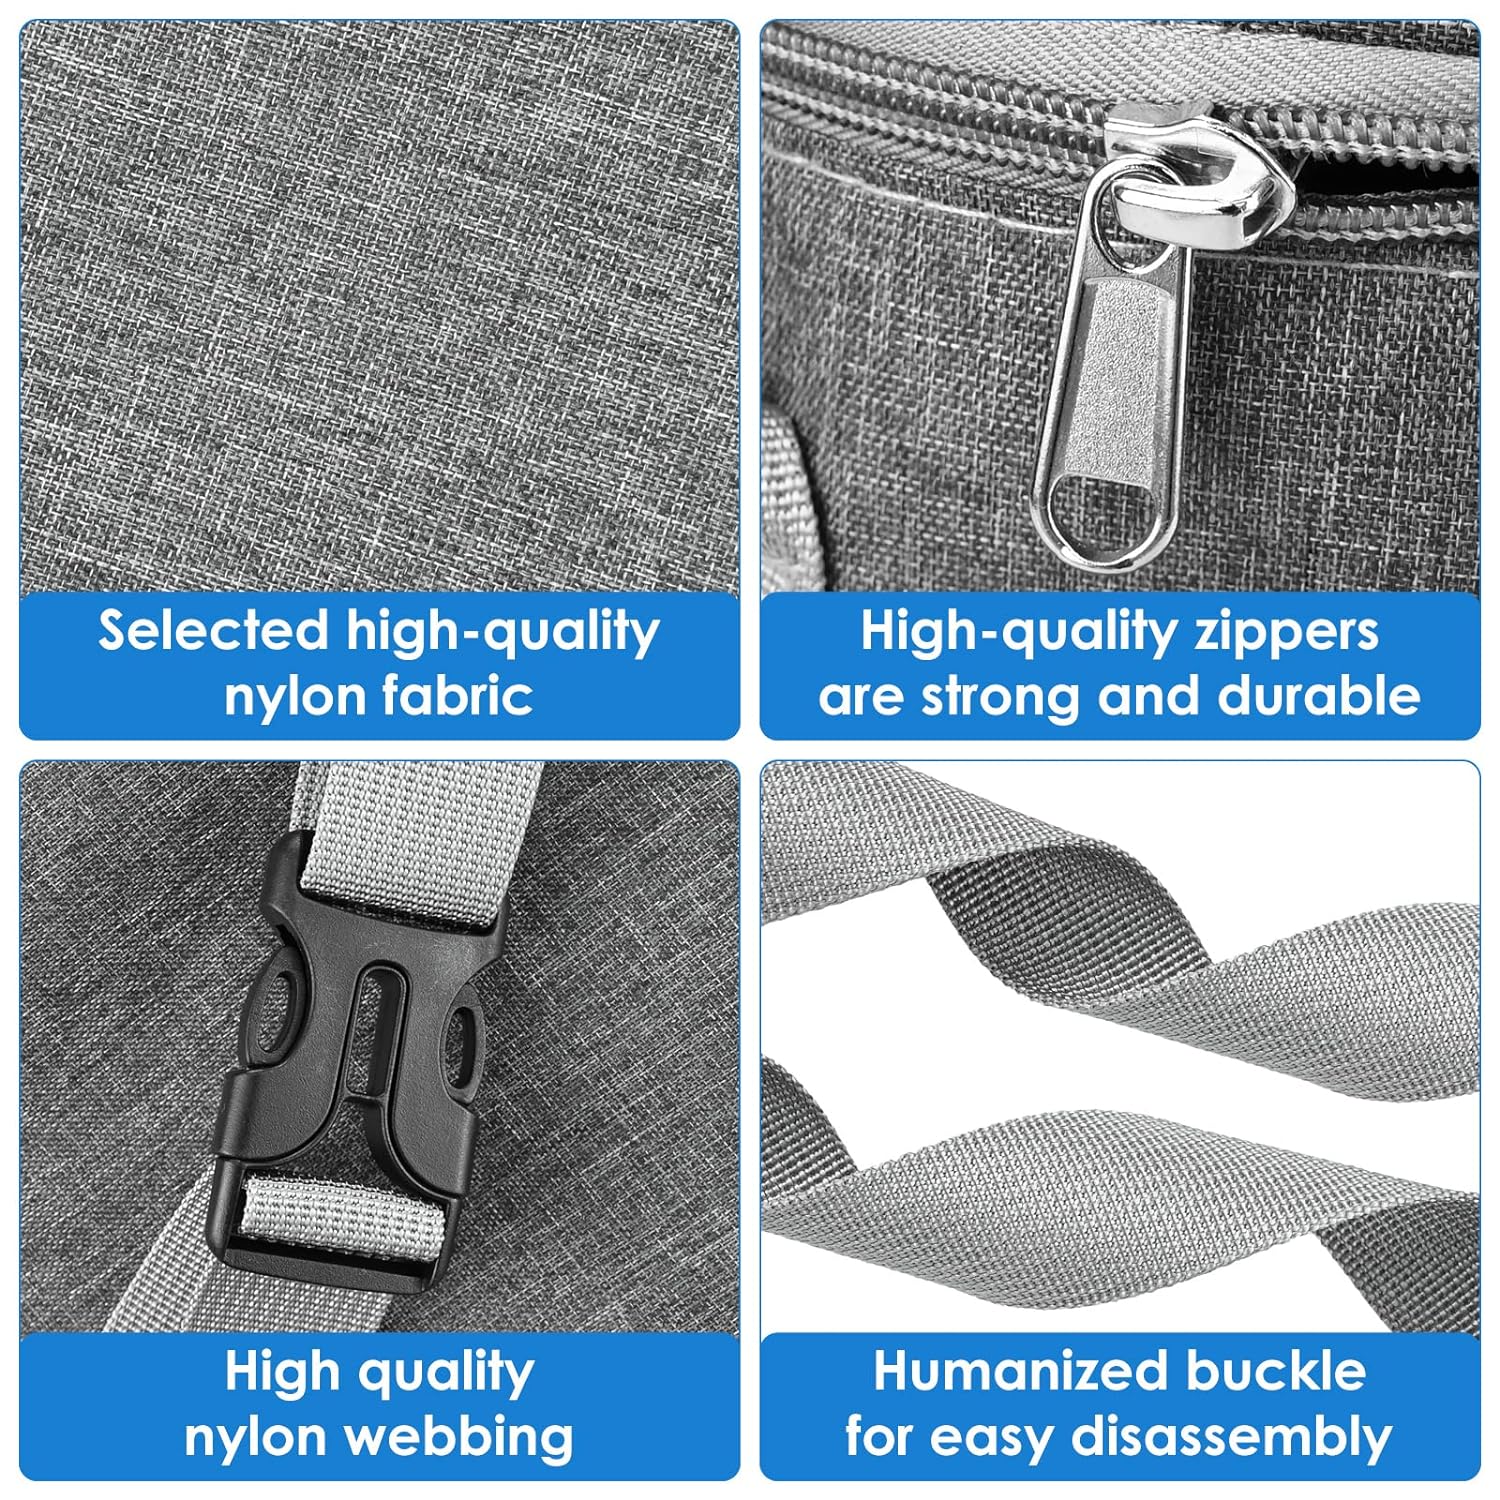 Selected high-quality
nylon fabric
High-quality zippers
are strong and durable
High quality
nylon webbing
Humanized buckle
for easy disassembly